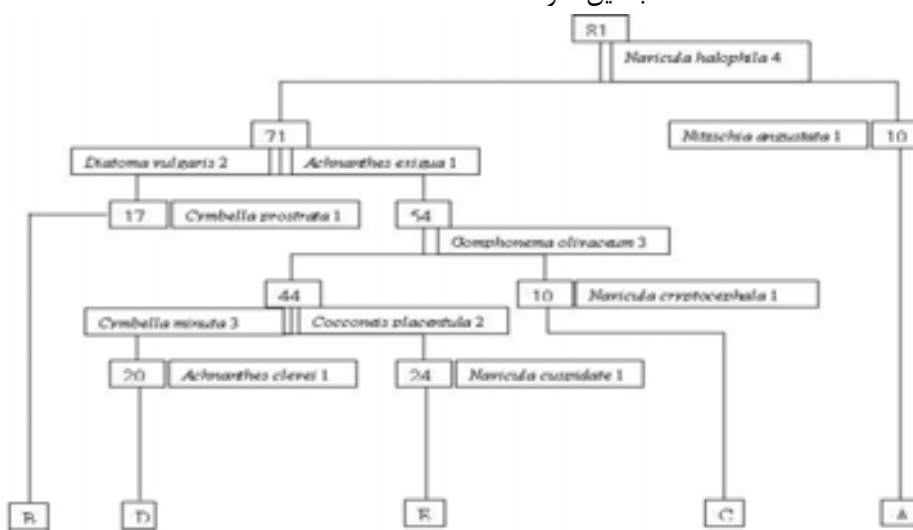 81
Navicula halophila 4
71
Nitzschia angustata 1 10
Diatoma vulgaris 2 Achnanthes exigua 1
17 Cymbella prostrata 1 54
Gomphonema olivaceum 3
44 10 Navicula cryptocephala 1
Cymbella minuta 3 Cocconeis placentula 2
20 Achnanthes clevei 1 24 Navicula cuspidate 1
B D E C A